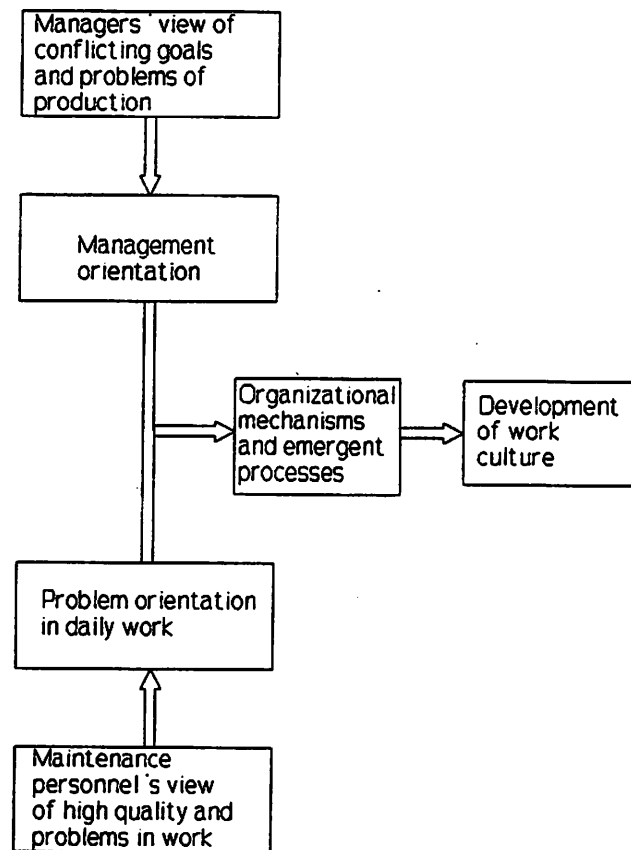 Managers' view of
conflicting goals
and problems of
production
Management
orientation
Organizational
mechanisms
and emergent
processes
Development
of work
culture
Problem orientation
in daily work
Maintenance
personnel's view
of high quality and
problems in work